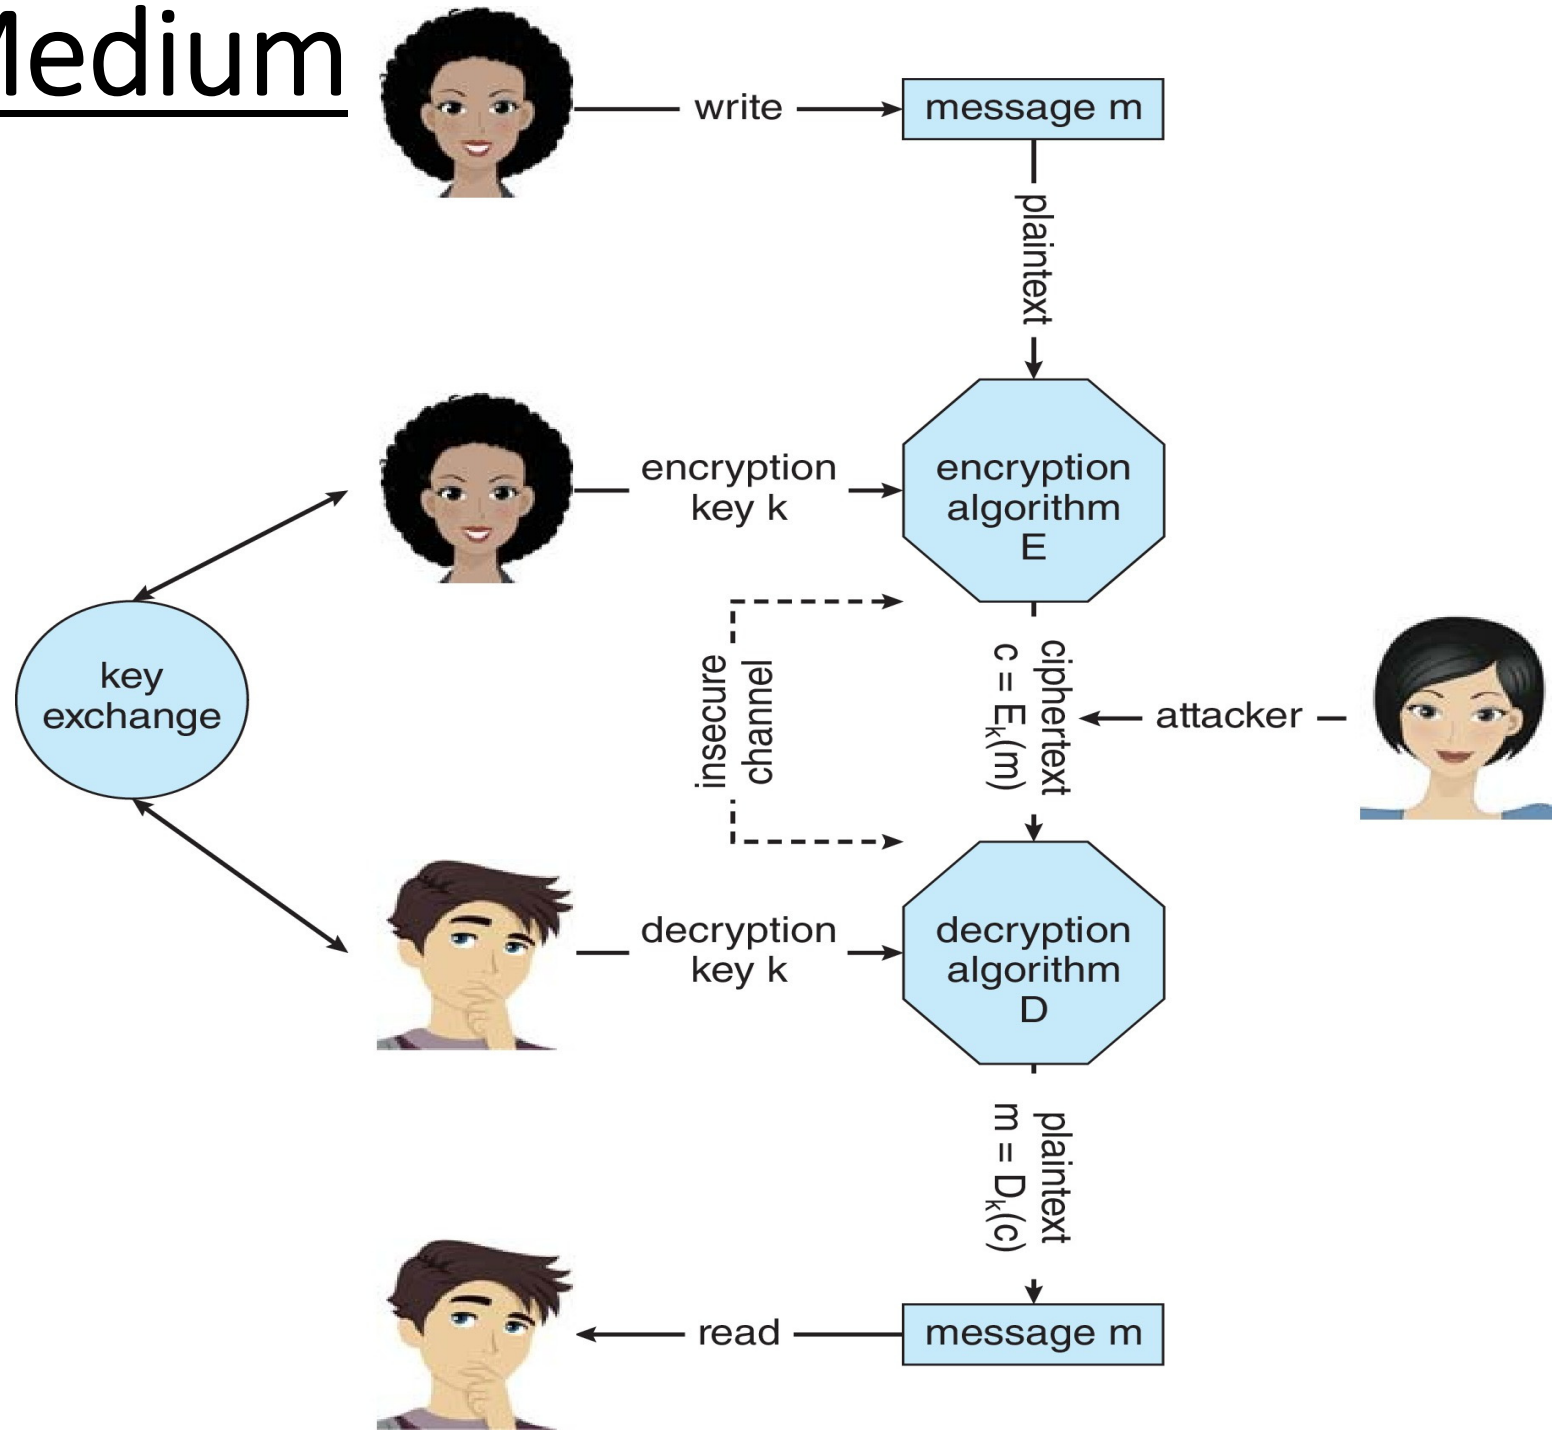 Medium
write
message m
plaintext
encryption
key k
encryption
algorithm
E
key
exchange
insecure
channel
ciphertext
c = Ek(m)
attacker
decryption
key k
decryption
algorithm
D
plaintext
m = Dk(c)
read
message m